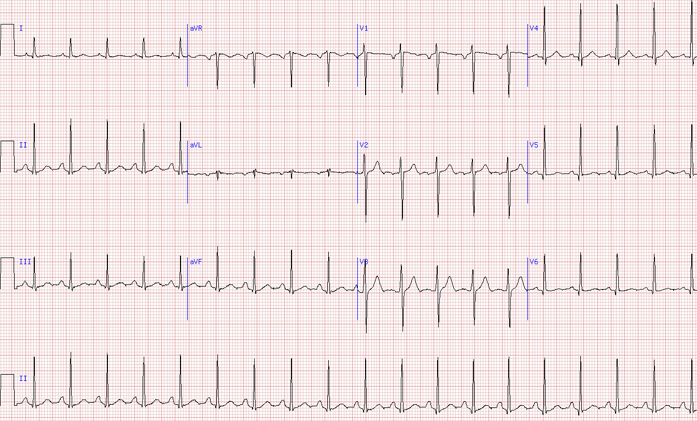 I aVR V1 V4
II aVL V2 V5
III aVF V3 V6
II